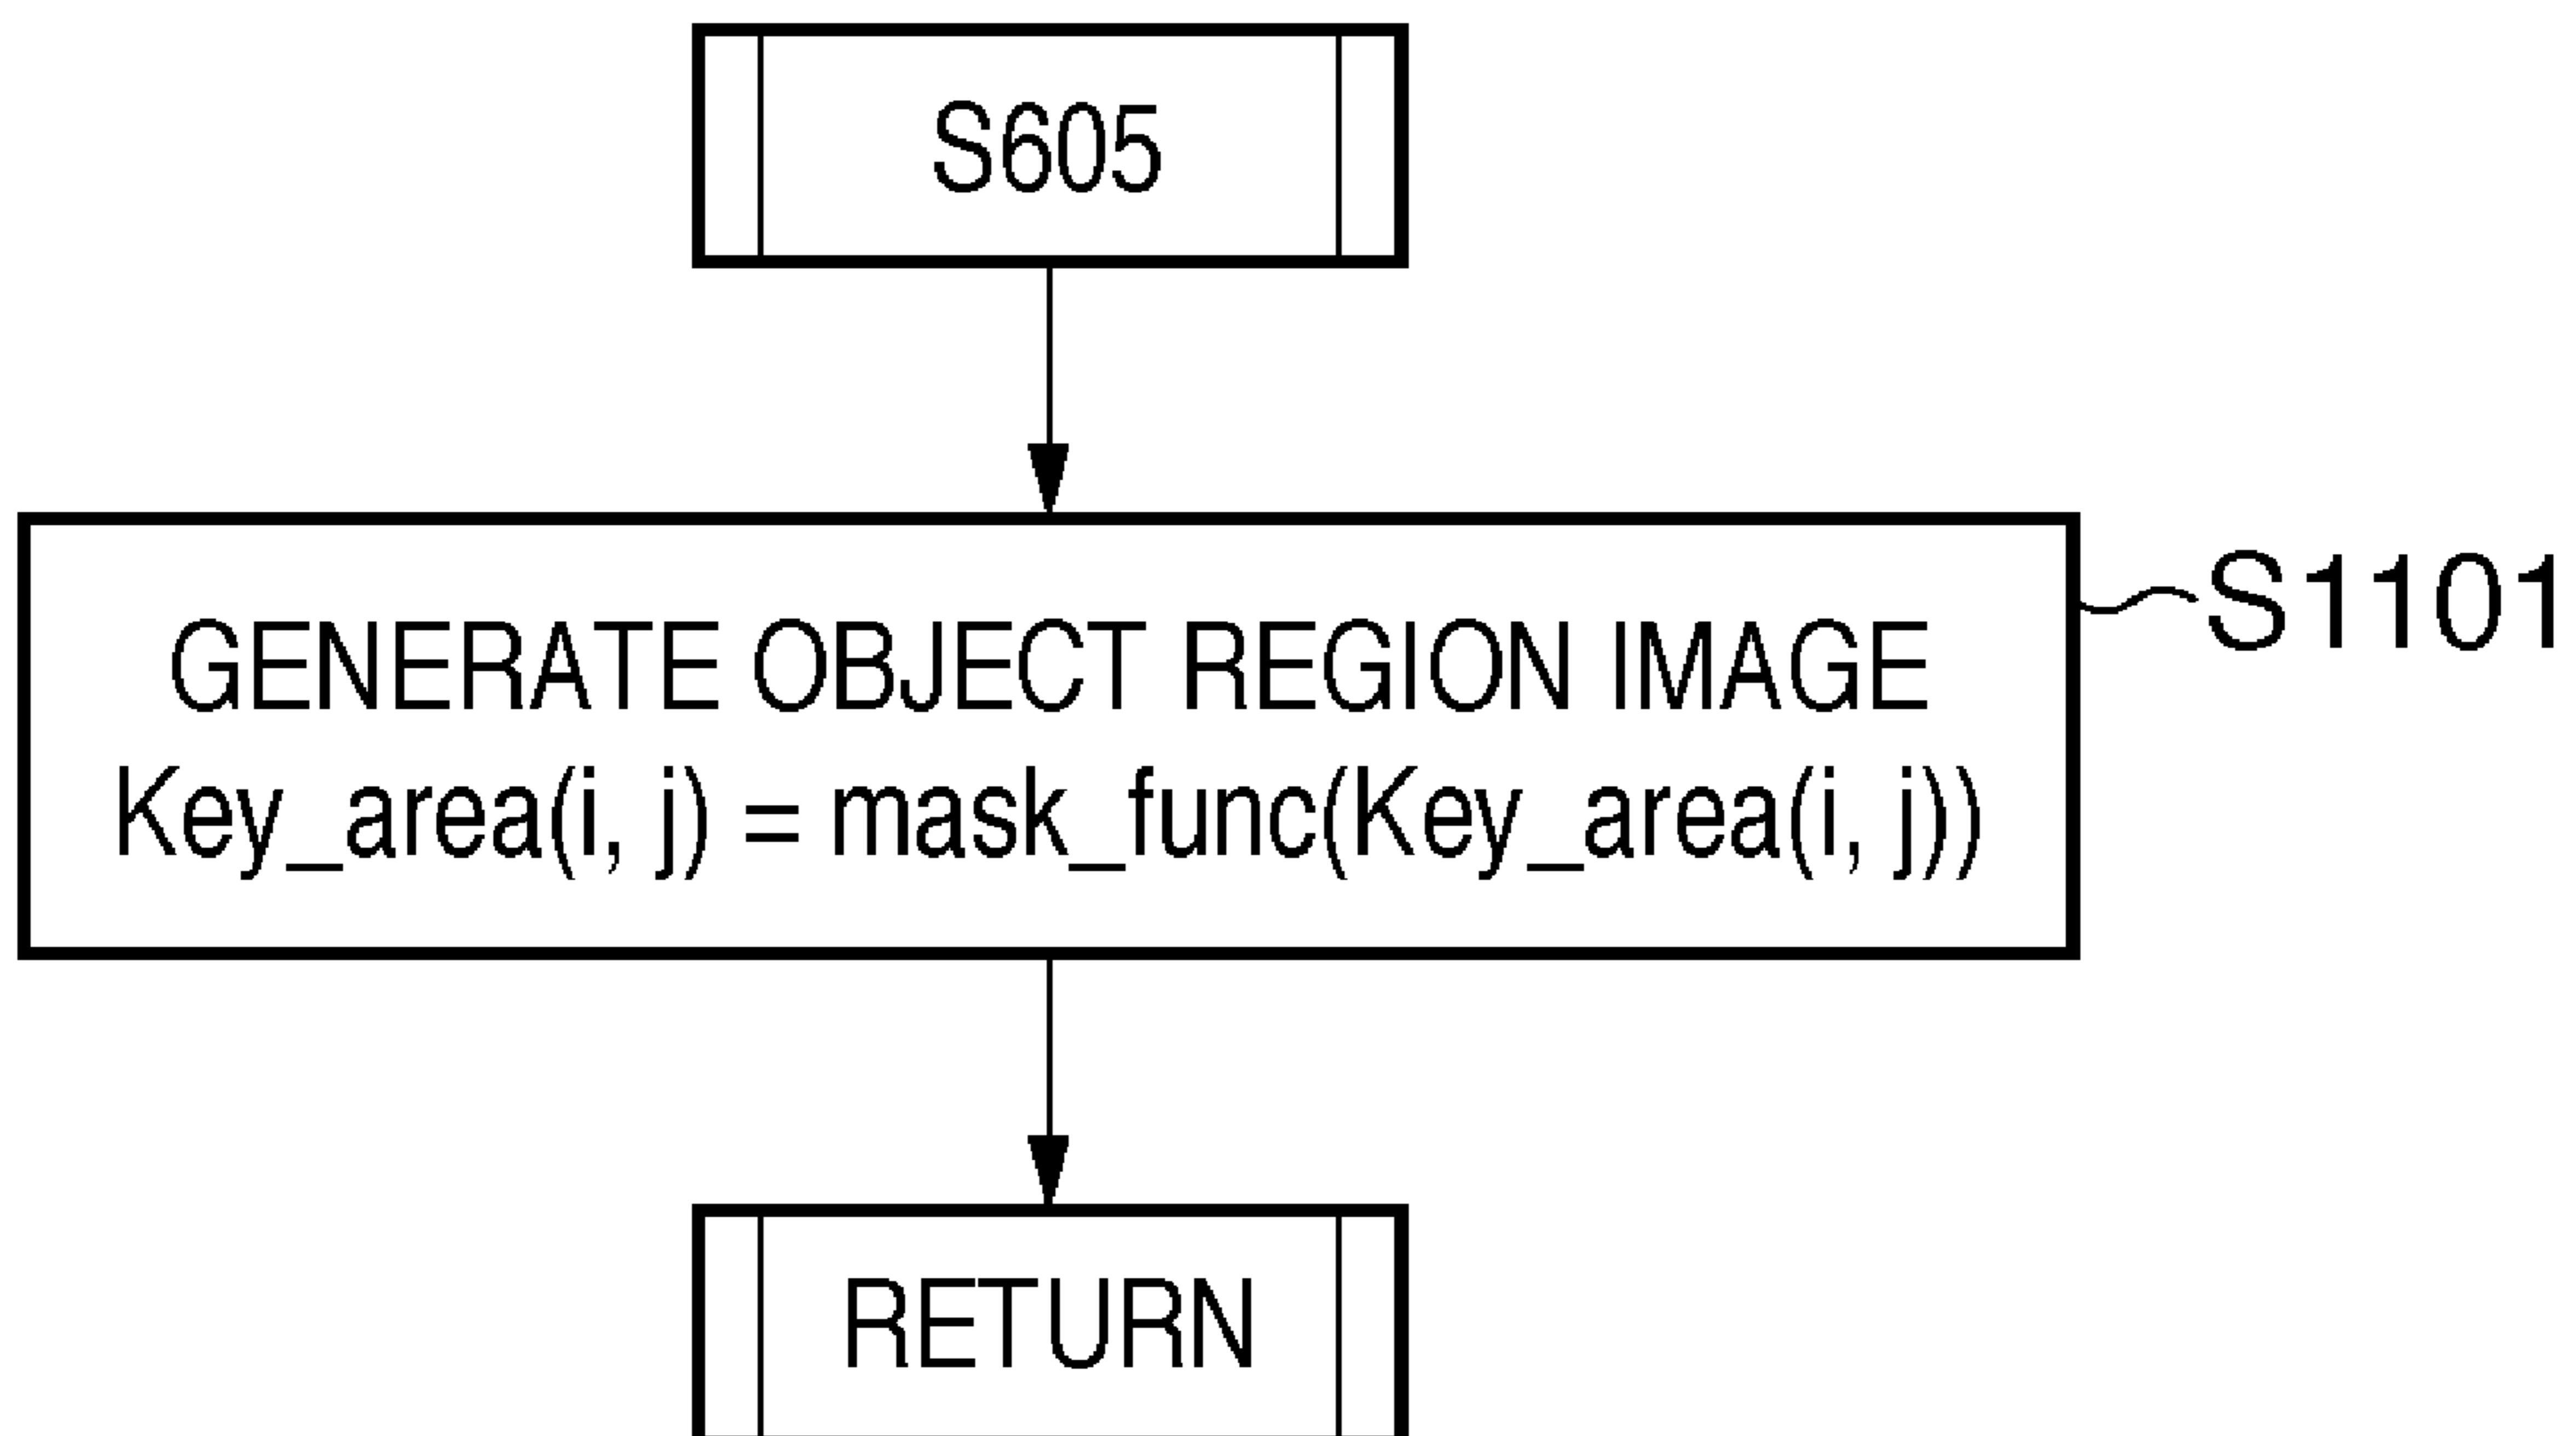 S605
GENERATE OBJECT REGION IMAGE
Key_area(i, j) = mask_func(Key_area(i, j))
S1101
RETURN